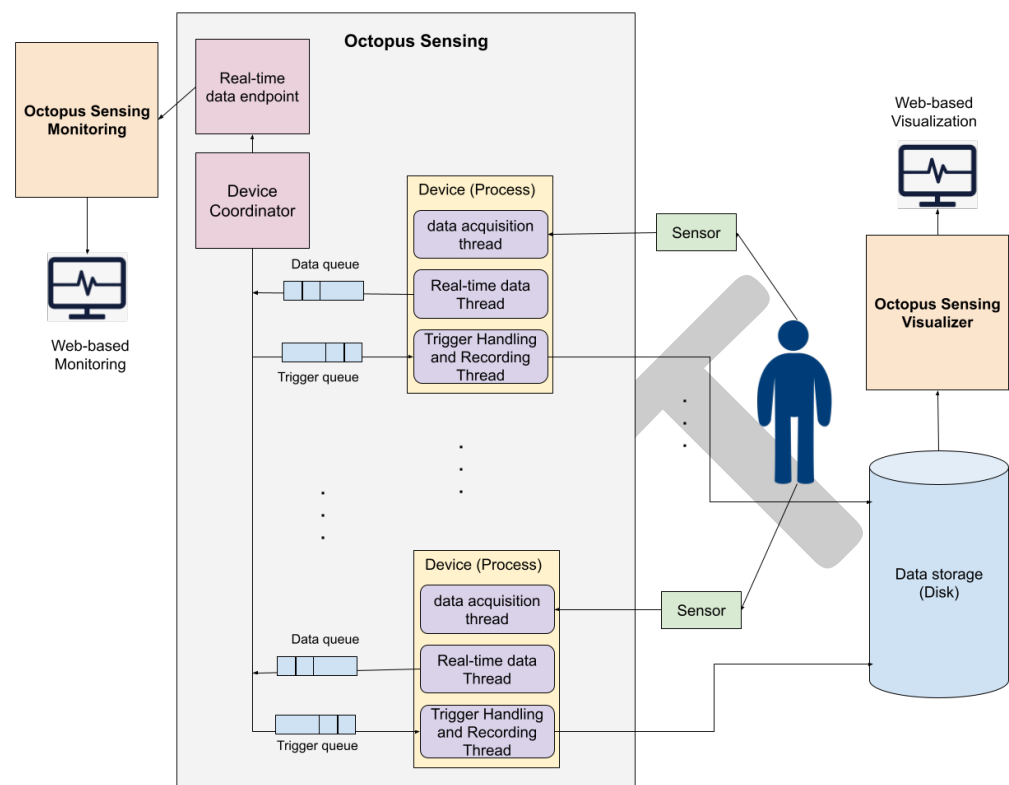 Octopus Sensing
Real-time
data endpoint
Octopus Sensing
Monitoring
Device
Coordinator
Web-based
Monitoring
Device (Process)
data acquisition
thread
Real-time data
Thread
Trigger Handling
and Recording
Thread
Data queue
Trigger queue
Sensor
Web-based
Visualization
Octopus Sensing
Visualizer
Data storage
(Disk)
Device (Process)
data acquisition
thread
Real-time data
Thread
Trigger Handling
and Recording
Thread
Data queue
Trigger queue
Sensor